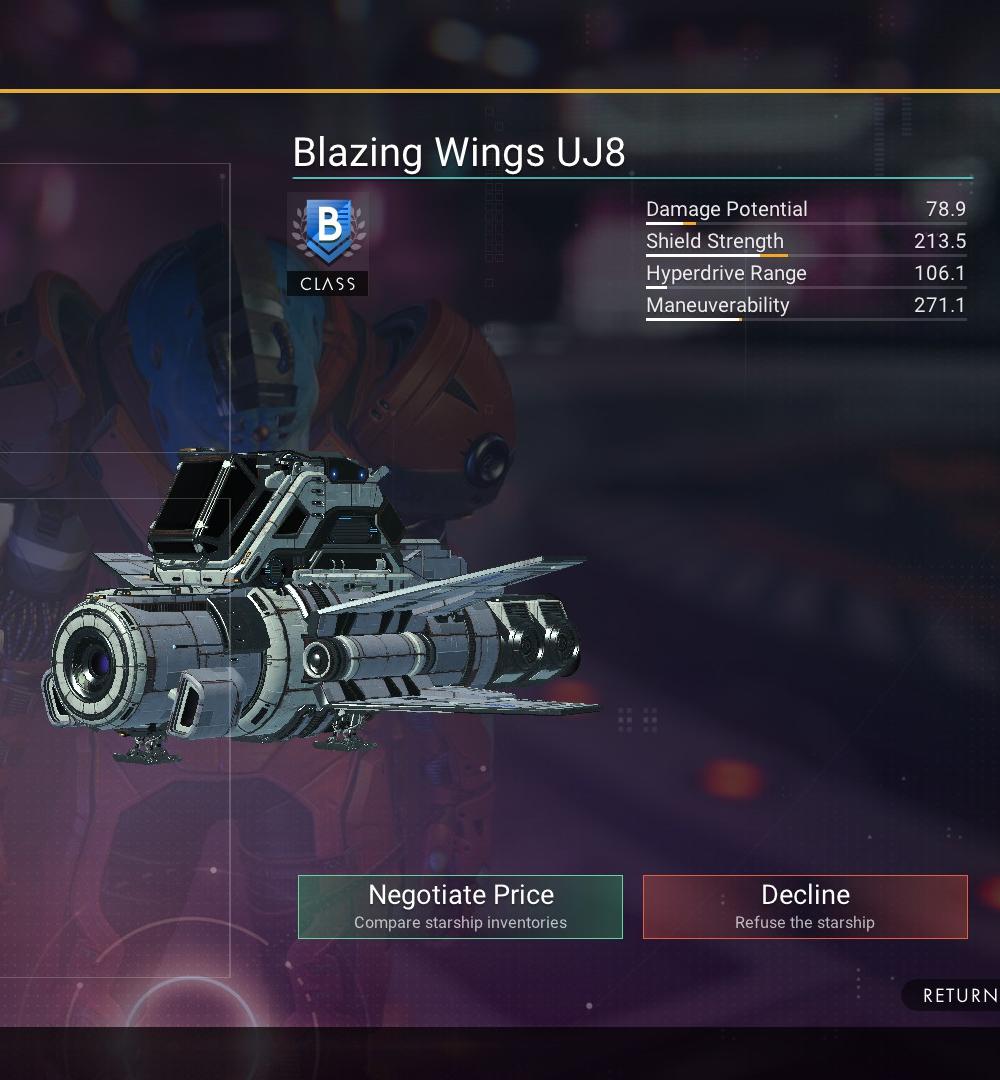 Blazing Wings UJ8
B
CLASS
Damage Potential 78.9
Shield Strength 213.5
Hyperdrive Range 106.1
Maneuverability 271.1
Negotiate Price
Compare starship inventories
Decline
Refuse the starship
RETURN